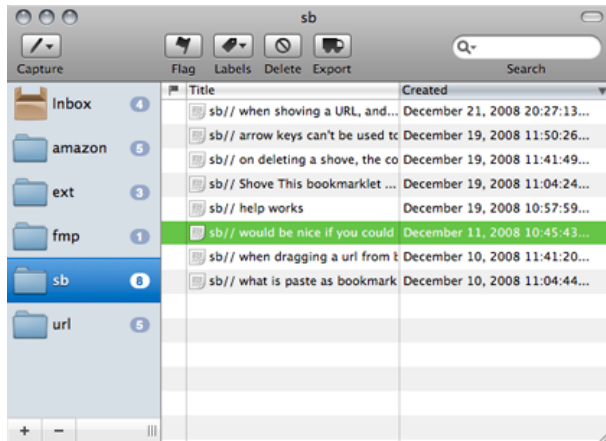 sb
Capture Flag Labels Delete Export Search
Title Created
Inbox 4
amazon 5
ext 3
fmp 1
sb 8
url 5
sb// when shoving a URL, and... December 21, 2008 20:27:13...
sb// arrow keys can't be used to December 19, 2008 11:50:26...
sb// on deleting a shove, the co December 19, 2008 11:41:49...
sb// Shove This bookmarklet ... December 19, 2008 11:04:24...
sb// help works December 19, 2008 10:57:59...
sb// would be nice if you could December 11, 2008 10:45:43...
sb// when dragging a url from b December 10, 2008 11:41:20...
sb// what is paste as bookmark December 10, 2008 11:04:44...